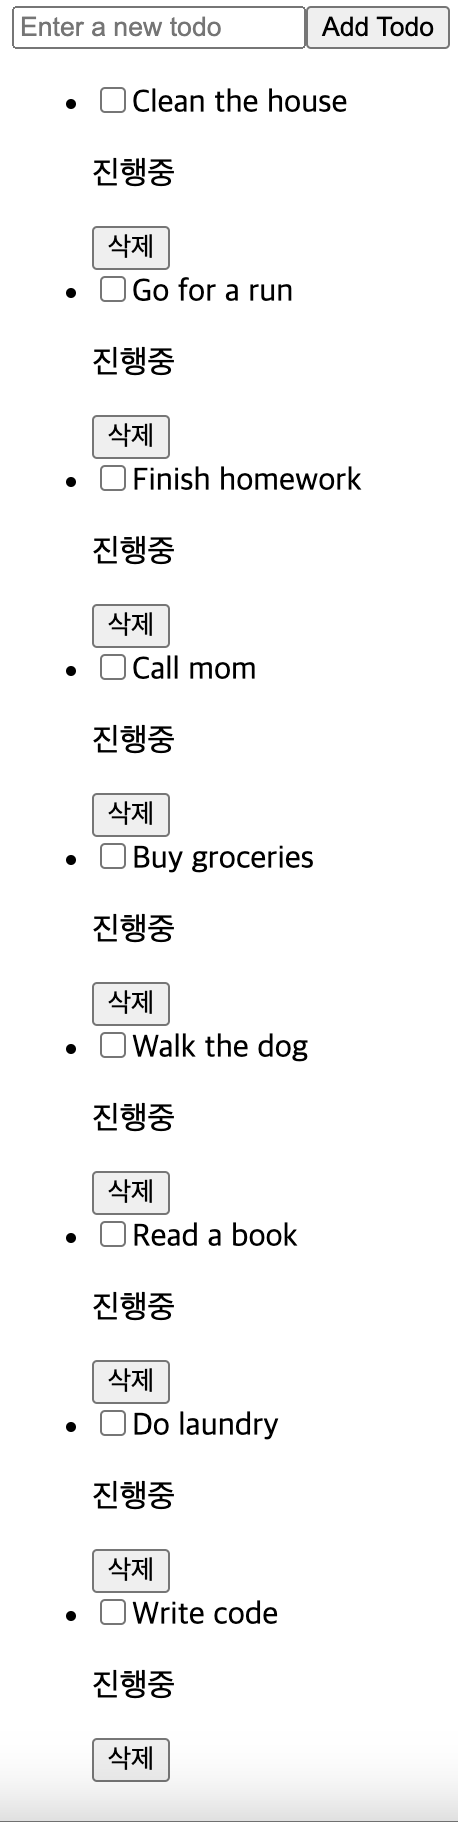 Enter a new todo Add Todo
Clean the house
진행중
삭제
Go for a run
진행중
삭제
Finish homework
진행중
삭제
Call mom
진행중
삭제
Buy groceries
진행중
삭제
Walk the dog
진행중
삭제
Read a book
진행중
삭제
Do laundry
진행중
삭제
Write code
진행중
삭제